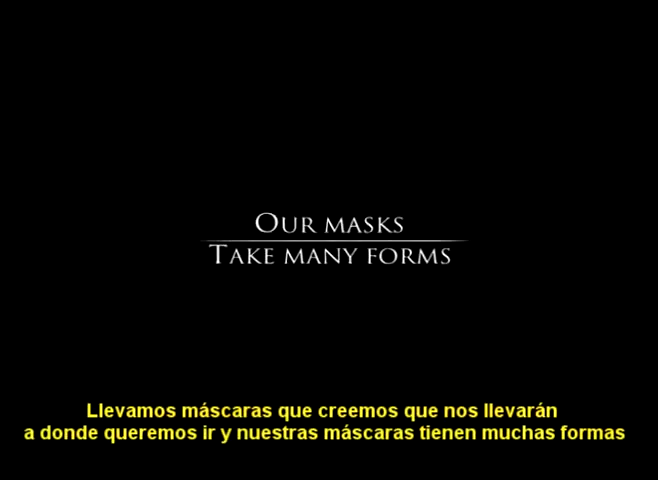 Our masks
Take many forms
Llevamos máscaras que creemos que nos llevarán
a donde queremos ir y nuestras máscaras tienen muchas formas